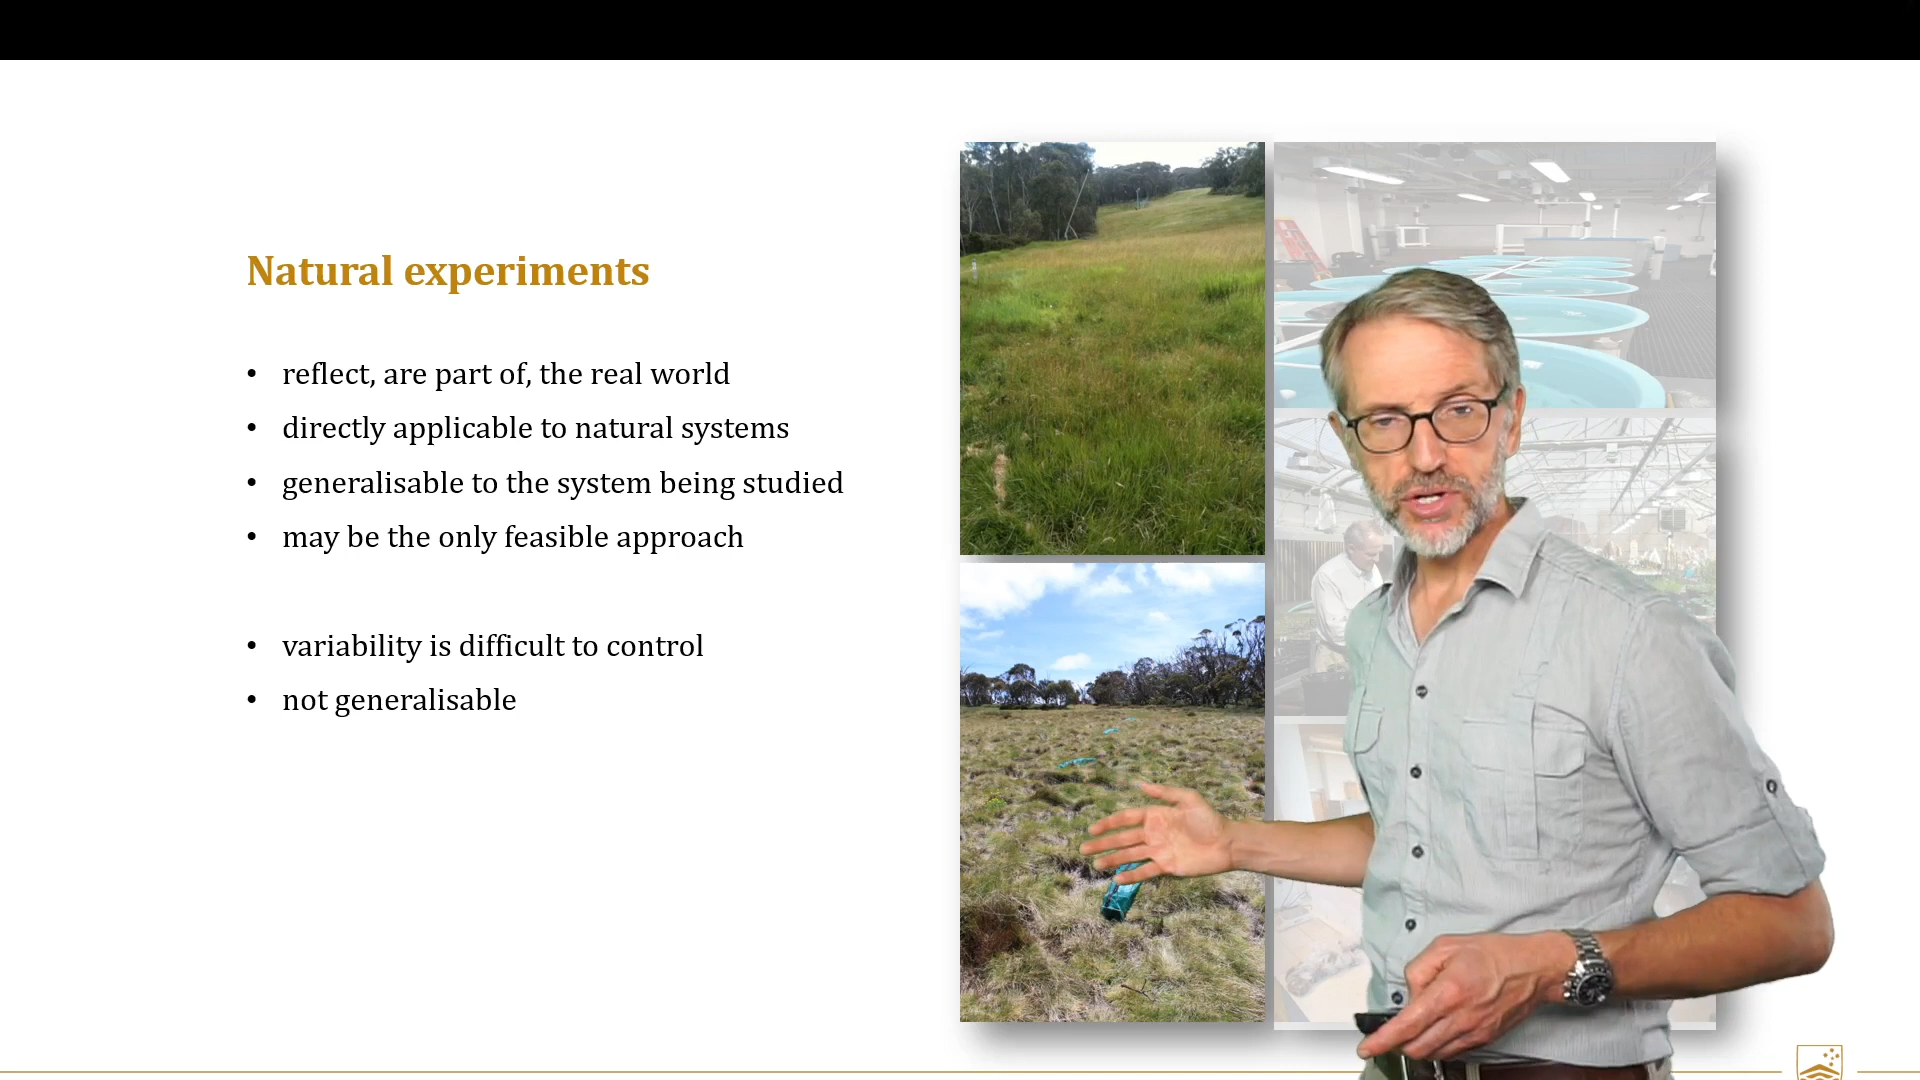 Natural experiments
• reflect, are part of, the real world
• directly applicable to natural systems
• generalisable to the system being studied
• may be the only feasible approach
• variability is difficult to control
• not generalisable